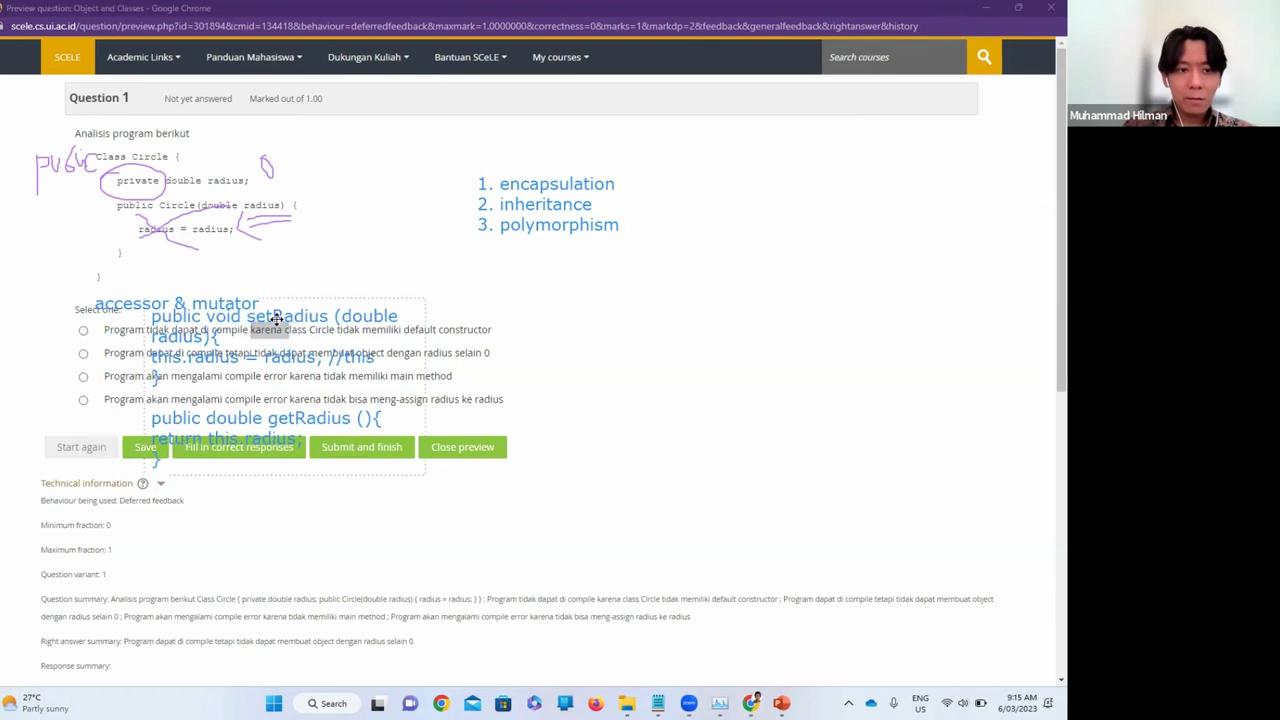 Preview question: Object and Classes - Google Chrome
scele.cs.ui.ac.id/question/preview.php?id=301894&cmid=134418&behaviour=deferredfeedback&maxmark=1.0000000&correctness=0&marks=1&markdp=2&feedback&generalfeedback&rightanswer&history
SCELE Academic Links Panduan Mahasiswa Dukungan Kuliah Bantuan SCeLE My courses Search courses
Muhammad Hilman
Question 1 Not yet answered Marked out of 1.00
Analisis program berikut
public Class Circle {
private double radius; 0
public Circle(double radius) {
radius = radius;
}
}
1. encapsulation
2. inheritance
3. polymorphism
accessor & mutator
Select one:
public void setRadius (double
radius){
this.radius = radius; //this
}
public double getRadius (){
return this.radius;
}
Program tidak dapat di compile karena class Circle tidak memiliki default constructor
Program dapat di compile tetapi tidak dapat membuat object dengan radius selain 0
Program akan mengalami compile error karena tidak memiliki main method
Program akan mengalami compile error karena tidak bisa meng-assign radius ke radius
Start again Save Fill in correct responses Submit and finish Close preview
Technical information
Behaviour being used: Deferred feedback
Minimum fraction: 0
Maximum fraction: 1
Question variant: 1
Question summary: Analisis program berikut Class Circle { private double radius; public Circle(double radius) { radius = radius; } } : Program tidak dapat di compile karena class Circle tidak memiliki default constructor ; Program dapat di compile tetapi tidak dapat membuat object
dengan radius selain 0 ; Program akan mengalami compile error karena tidak memiliki main method ; Program akan mengalami compile error karena tidak bisa meng-assign radius ke radius
Right answer summary: Program dapat di compile tetapi tidak dapat membuat object dengan radius selain 0
Response summary:
27°C
Partly sunny
Search
ENG
US
9:15 AM
6/03/2023